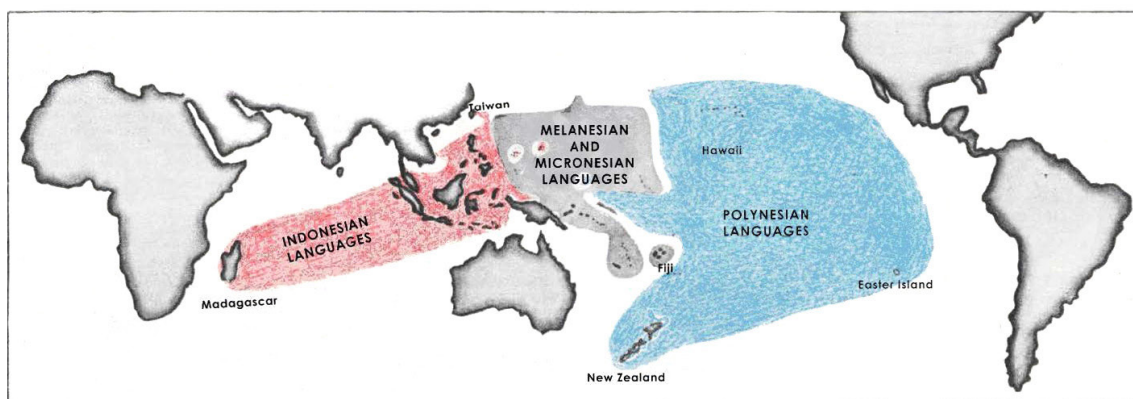 Taiwan
MELANESIAN
AND
MICRONESIAN
LANGUAGES
Hawaii
INDONESIAN
LANGUAGES
POLYNESIAN
LANGUAGES
Fiji
Easter Island
Madagascar
New Zealand